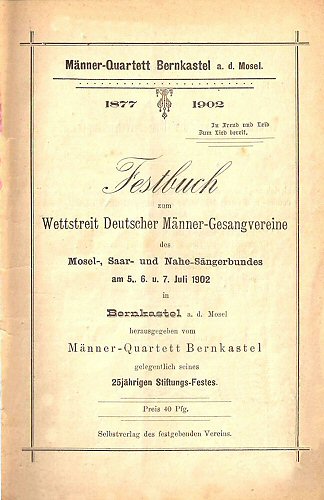 Männer-Quartett Bernkastel a. d. Mosel.
1877 1902
In Freud und Leid
Zum Lied bereit.
Festbuch
zum
Wettstreit Deutscher Männer-Gesangvereine
des
Mosel-, Saar- und Nahe-Sängerbundes
am 5., 6. u. 7. Juli 1902
in
Bernkastel a. d. Mosel
herausgegeben vom
Männer-Quartett Bernkastel
gelegentlich seines
25jährigen Stiftungs-Festes.
Preis 40 Pfg.
Selbstverlag des festgebenden Vereins.